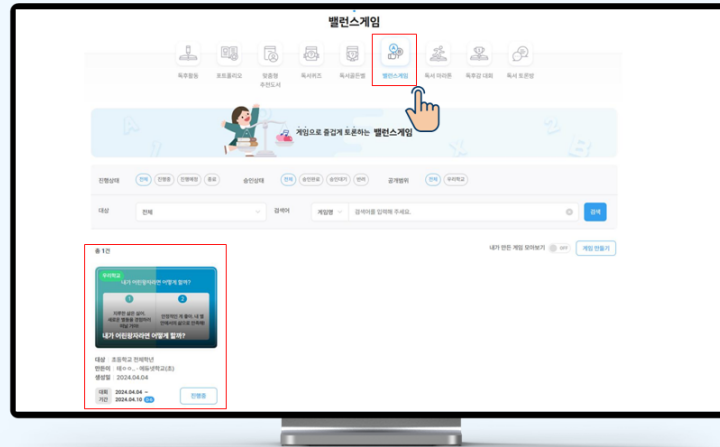 밸런스게임
독후활동 포트폴리오 맞춤형 추천도서 독서퀴즈 독서골든벨 밸런스게임 독서 마라톤 독후감 대회 독서 토론방
게임으로 즐겁게 토론하는 밸런스게임
진행상태 전체 진행중 진행예정 종료 승인상태 전체 승인완료 승인대기 반려 공개범위 전체 우리학교
대상 전체 검색어 게임명 검색어를 입력해 주세요. 검색
총 1건 내가 만든 게임 모아보기 OFF 게임 만들기
우리학교
내가 어린왕자라면 어떻게 할까?
1 2
내가 어린왕자라면 어떻게 할까?
대상 : 초등학교 전체학년
생성일 : 2024.04.04
대회 기간 2024.04.04 ~ 2024.04.10
진행중